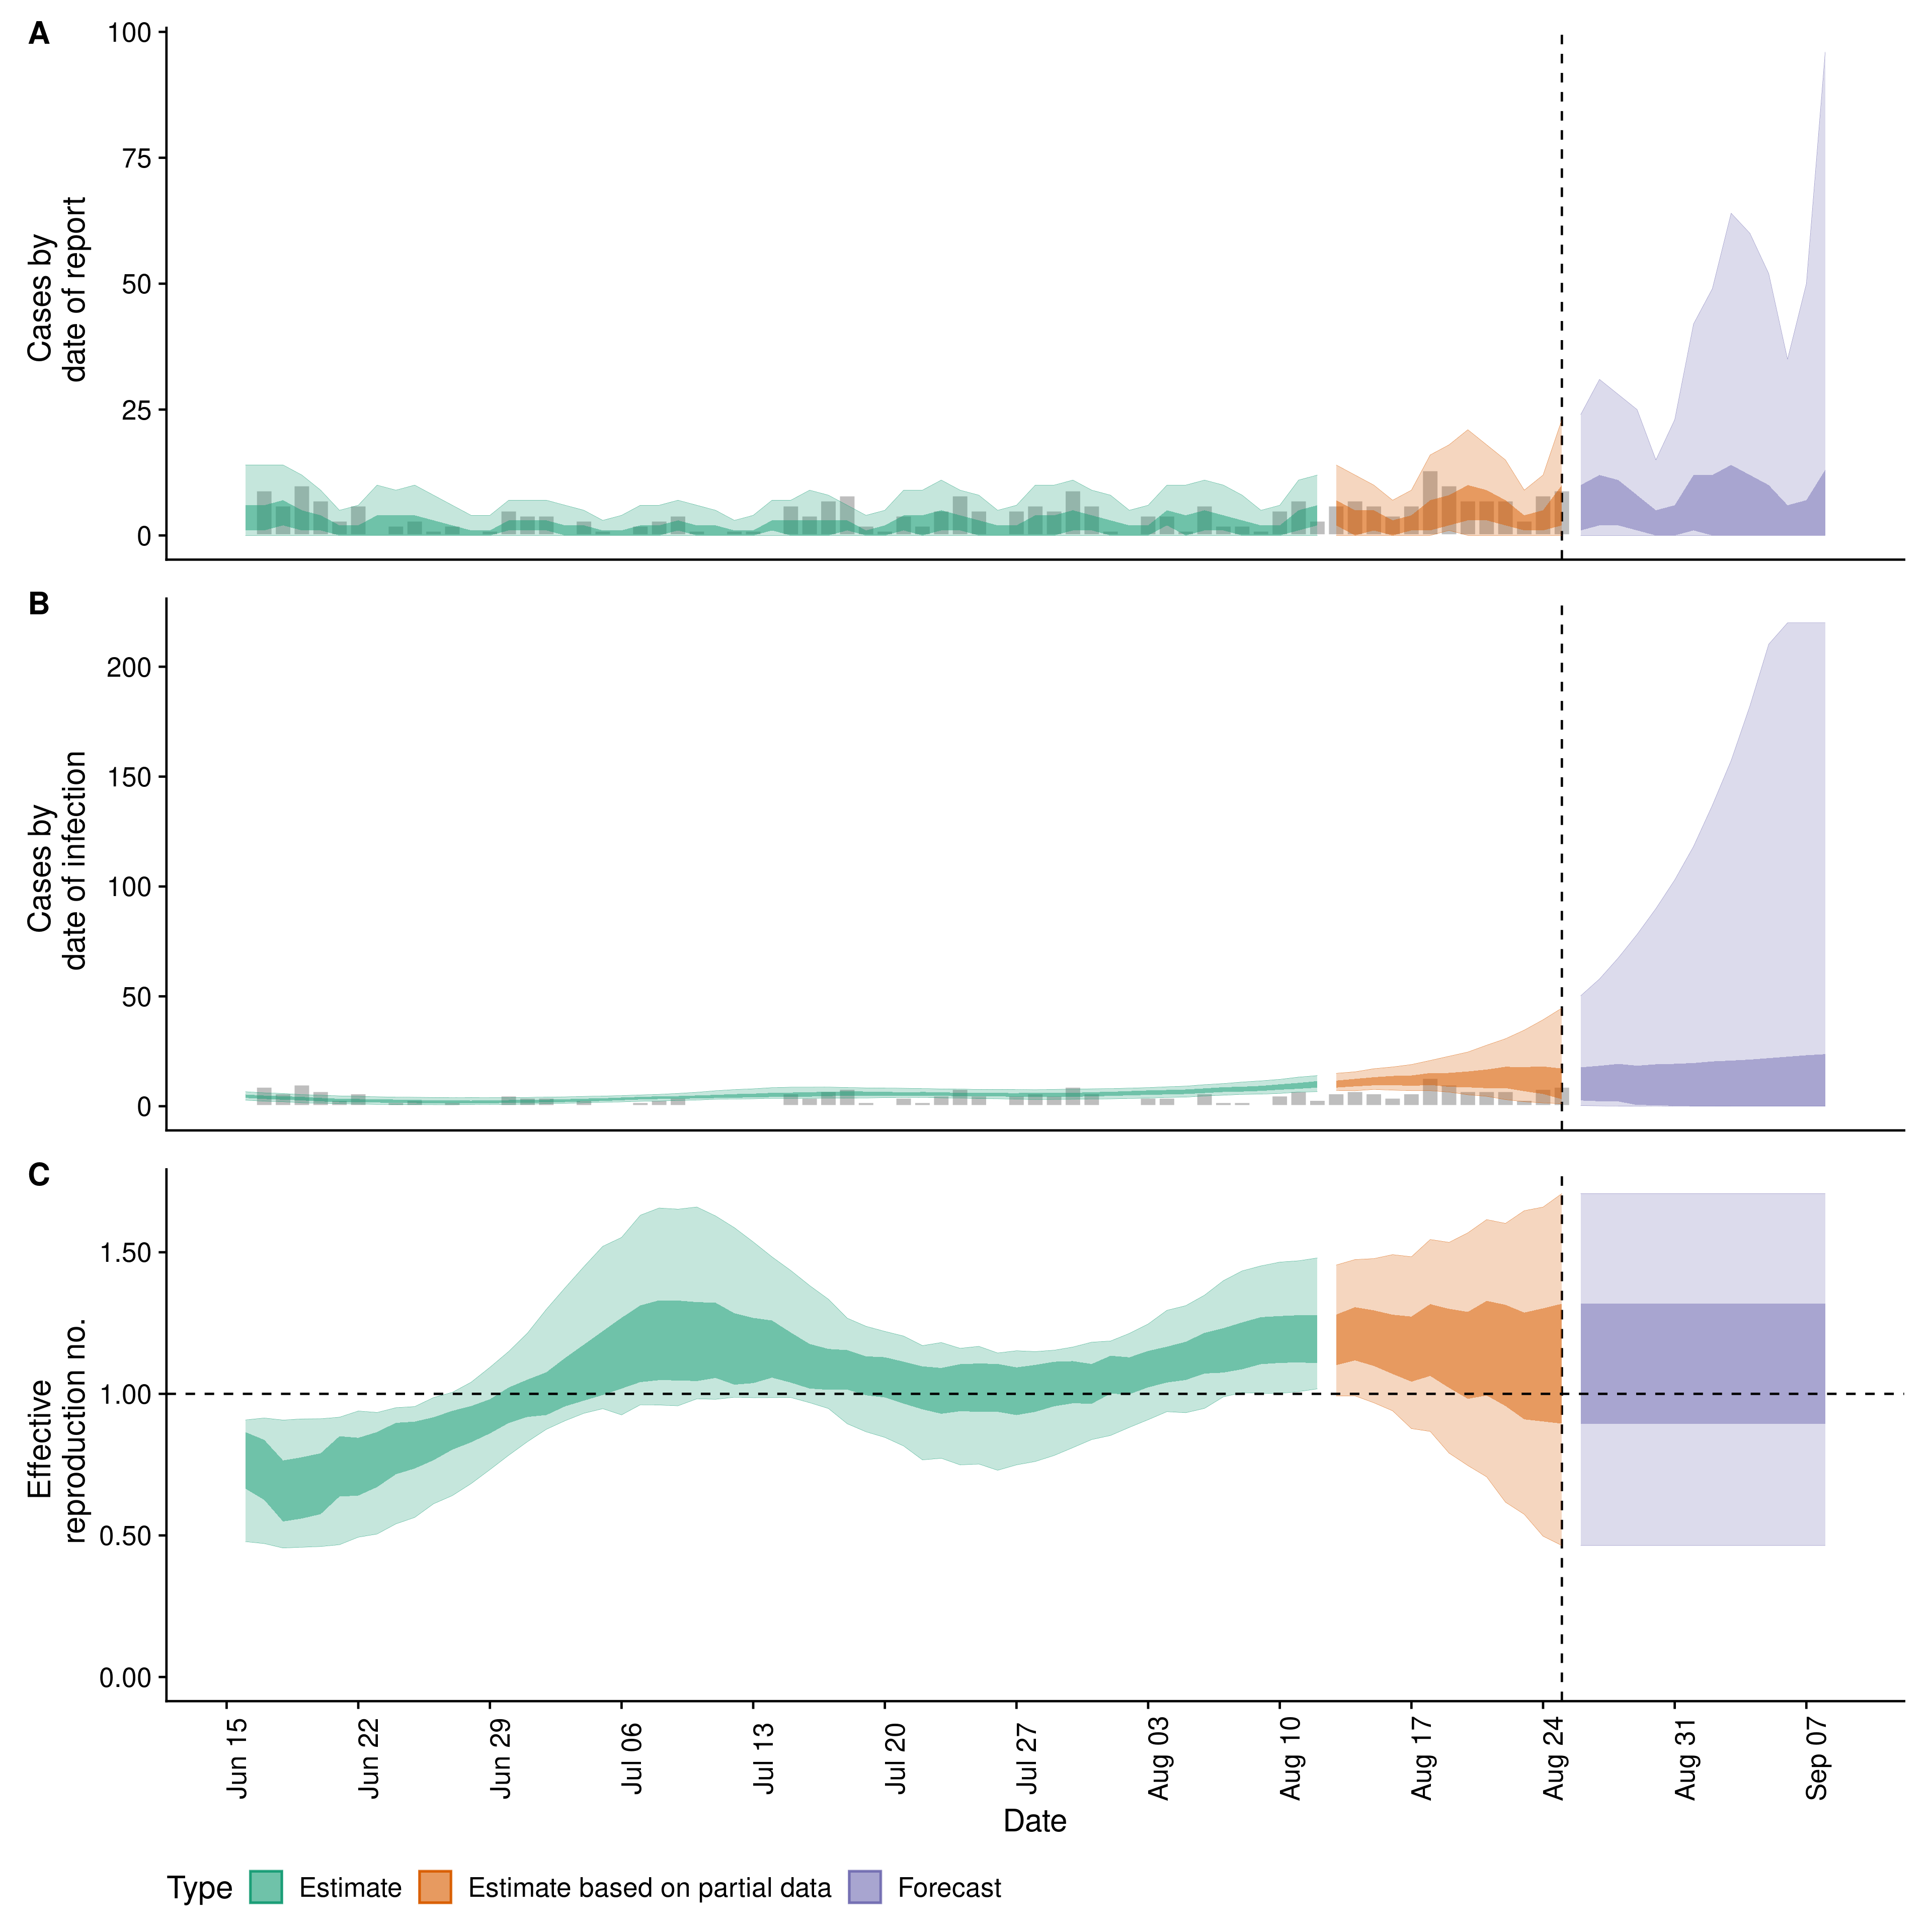 A
100
75
50
25
0
Cases by
date of report
B
200
150
100
50
0
Cases by
date of infection
C
1.50
1.00
0.50
0.00
Effective
reproduction no.
Jun 15
Jun 22
Jun 29
Jul 06
Jul 13
Jul 20
Jul 27
Aug 03
Aug 10
Aug 17
Aug 24
Aug 31
Sep 07
Date
Type Estimate Estimate based on partial data Forecast